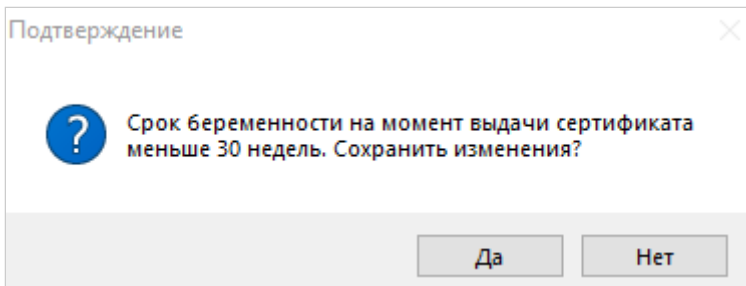 Подтверждение
Срок беременности на момент выдачи сертификата
меньше 30 недель. Сохранить изменения?
Да
Нет